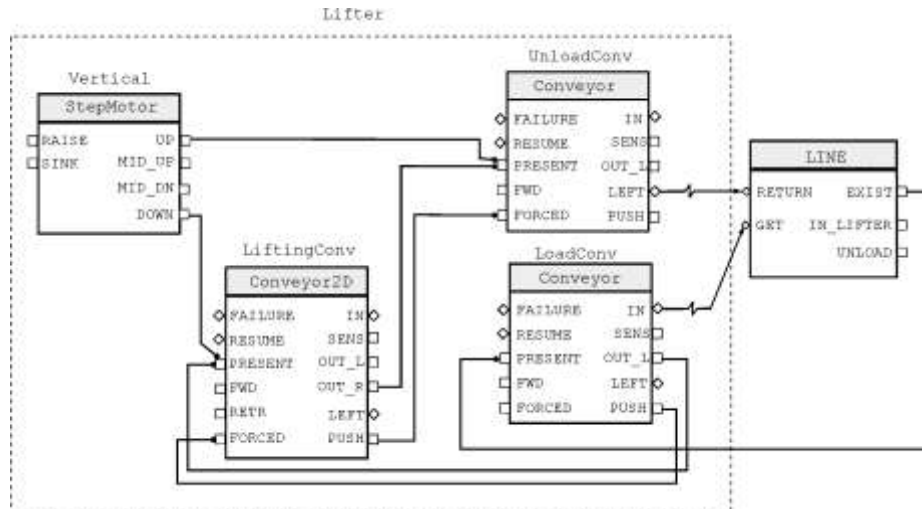 Lifter
Vertical
StepMotor
RAISE UP
SINK MID_UP
MID_DN
DOWN
UnloadConv
Conveyor
FAILURE IN
RESUME SENS
PRESENT OUT_L
FWD LEFT
FORCED PUSH
LINE
RETURN EXIST
GET IN_LIFTER
UNLOAD
LiftingConv
Conveyor2D
FAILURE IN
RESUME SENS
PRESENT OUT_L
FWD OUT_R
RETR LEFT
FORCED PUSH
LoadConv
Conveyor
FAILURE IN
RESUME SENS
PRESENT OUT_L
FWD LEFT
FORCED PUSH